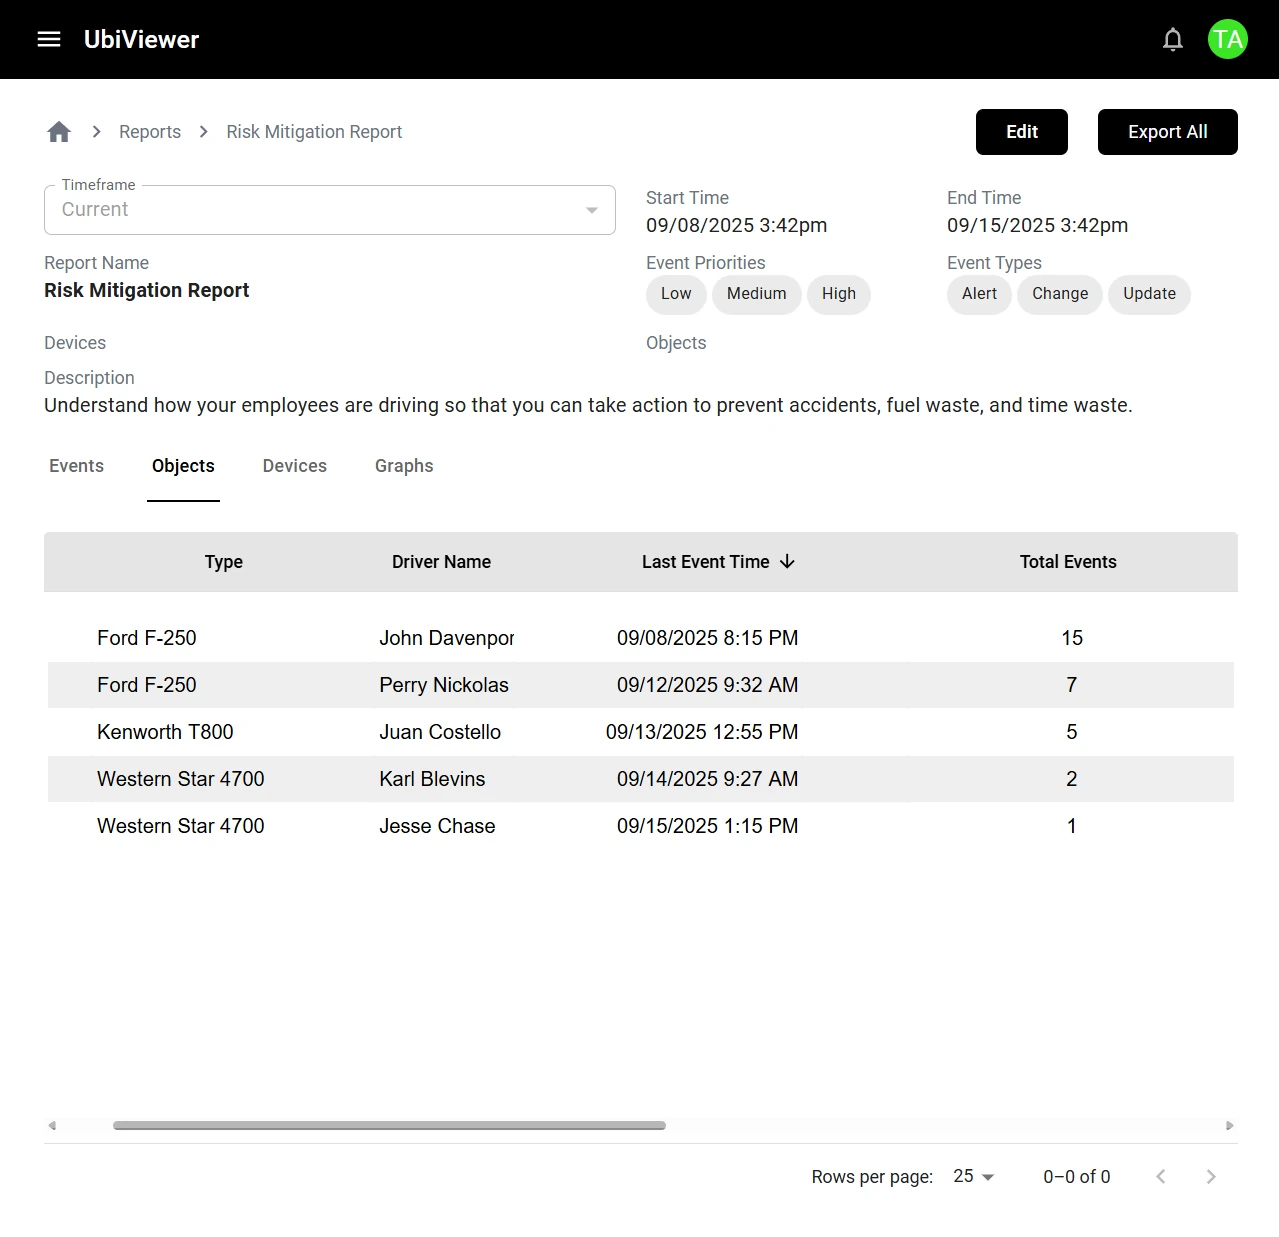 UbiViewer
TA
Reports
Risk Mitigation Report
Edit
Export All
Timeframe
Current
Start Time
09/08/2025 3:42pm
End Time
09/15/2025 3:42pm
Report Name
Risk Mitigation Report
Event Priorities
Low Medium High
Event Types
Alert Change Update
Devices
Objects
Description
Understand how your employees are driving so that you can take action to prevent accidents, fuel waste, and time waste.
Events Objects Devices Graphs
Type Driver Name Last Event Time Total Events
Ford F-250 John Davenpor 09/08/2025 8:15 PM 15
Ford F-250 Perry Nickolas 09/12/2025 9:32 AM 7
Kenworth T800 Juan Costello 09/13/2025 12:55 PM 5
Western Star 4700 Karl Blevins 09/14/2025 9:27 AM 2
Western Star 4700 Jesse Chase 09/15/2025 1:15 PM 1
Rows per page: 25 0–0 of 0